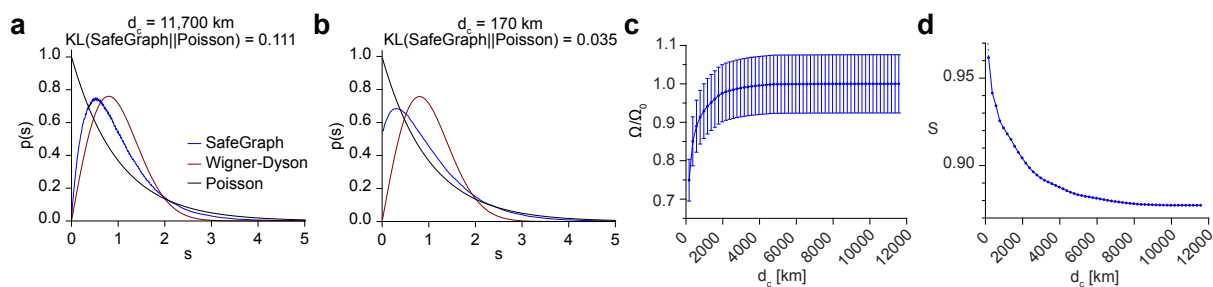 a
d_c = 11,700 km
KL(SafeGraph||Poisson) = 0.111
1.0
0.8
0.6
0.4
0.2
0.0
p(s)
SafeGraph
Wigner-Dyson
Poisson
0 1 2 3 4 5
s
b
d_c = 170 km
KL(SafeGraph||Poisson) = 0.035
1.0
0.8
0.6
0.4
0.2
0.0
p(s)
0 1 2 3 4 5
s
c
1.1
1.0
0.9
0.8
0.7
Ω/Ω₀
0 2000 4000 6000 8000 10000 12000
d_c [km]
d
0.95
0.90
S
0 2000 4000 6000 8000 10000 12000
d_c [km]